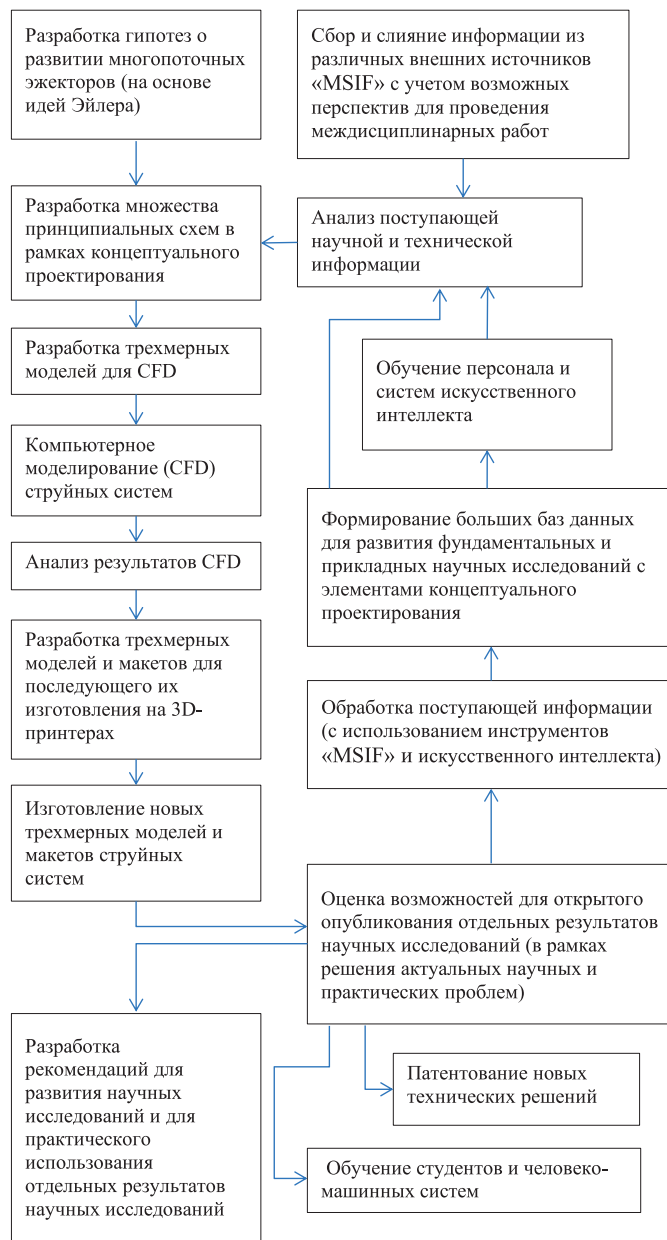 Разработка гипотез о
развитии многопоточных
эжекторов (на основе
идей Эйлера)
Сбор и слияние информации из
различных внешних источников
«MSIF» с учетом возможных
перспектив для проведения
междисциплинарных работ
Разработка множества
принципиальных схем в
рамках концептуального
проектирования
Анализ поступающей
научной и технической
информации
Разработка трехмерных
моделей для CFD
Обучение персонала и
систем искусственного
интеллекта
Компьютерное
моделирование (CFD)
струйных систем
Формирование больших баз данных
для развития фундаментальных и
прикладных научных исследований с
элементами концептуального
проектирования
Анализ результатов CFD
Разработка трехмерных
моделей и макетов для
последующего их
изготовления на 3D-
принтерах
Обработка поступающей информации
(с использованием инструментов
«MSIF» и искусственного интеллекта)
Изготовление новых
трехмерных моделей и
макетов струйных
систем
Оценка возможностей для открытого
опубликования отдельных результатов
научных исследований (в рамках
решения актуальных научных и
практических проблем)
Разработка
рекомендаций для
развития научных
исследований и для
практического
использования
отдельных результатов
научных исследований
Патентование новых
технических решений
Обучение студентов и человеко-
машинных систем